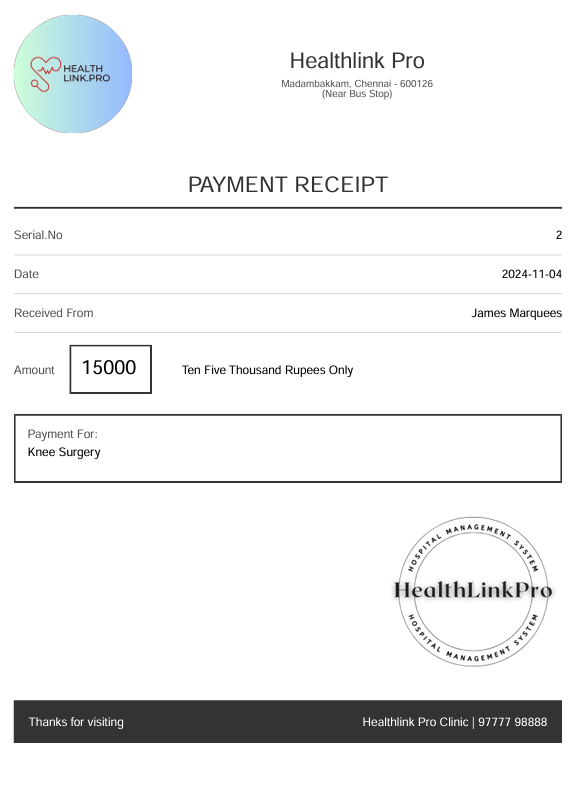 HEALTH
LINK.PRO
Healthlink Pro
Madambakkam, Chennai - 600126
(Near Bus Stop)
PAYMENT RECEIPT
Serial.No 2
Date 2024-11-04
Received From James Marquees
Amount 15000 Ten Five Thousand Rupees Only
Payment For:
Knee Surgery
HOSPITAL MANAGEMENT SYSTEM
HealthLinkPro
HOSPITAL MANAGEMENT SYSTEM
Thanks for visiting Healthlink Pro Clinic | 97777 98888